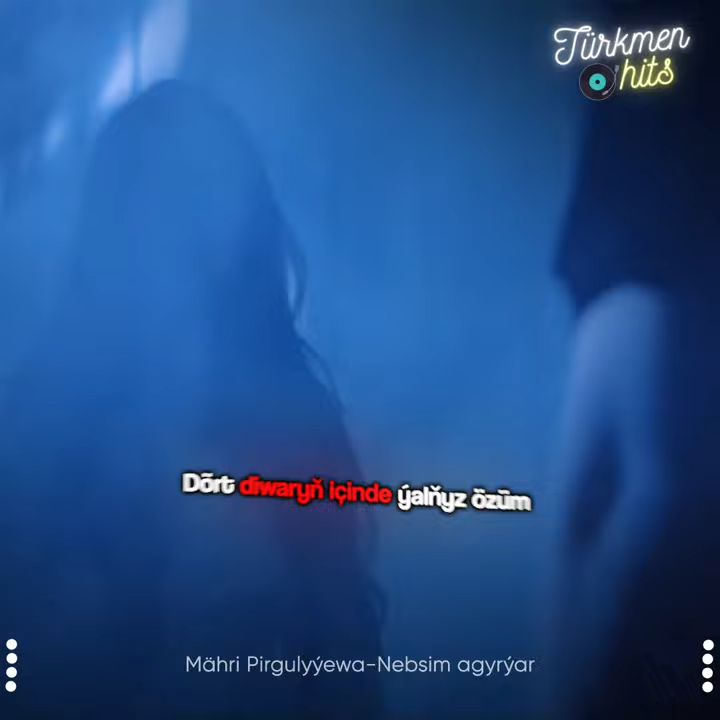 Türkmen
hits
Dört diwaryň içinde ýalňyz özüm
Mähri Pirgulyýewa-Nebsim agyrýar